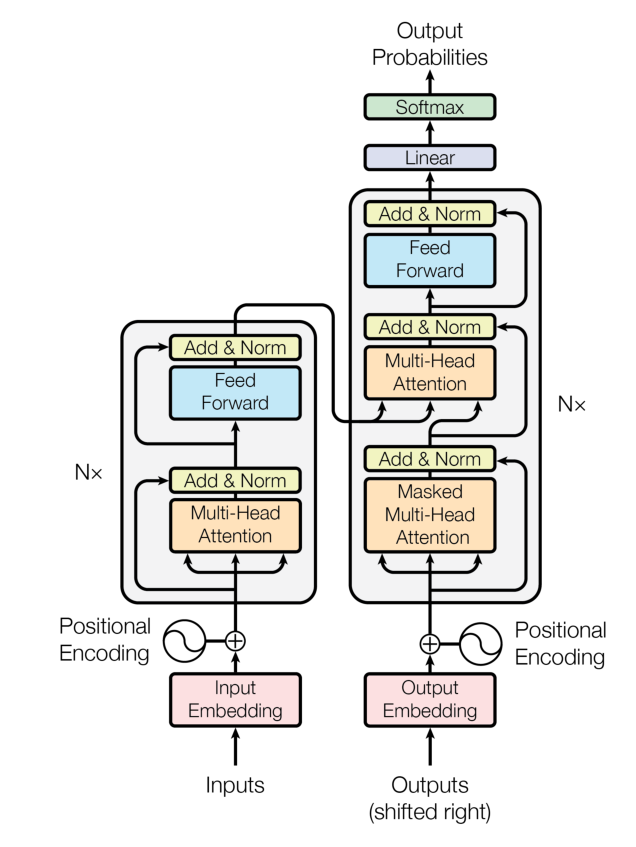 Output
Probabilities
Softmax
Linear
Add & Norm
Feed
Forward
Add & Norm
Multi-Head
Attention
Add & Norm
Masked
Multi-Head
Attention
N×
Add & Norm
Feed
Forward
Add & Norm
Multi-Head
Attention
N×
Positional
Encoding
Positional
Encoding
Input
Embedding
Output
Embedding
Inputs
Outputs
(shifted right)